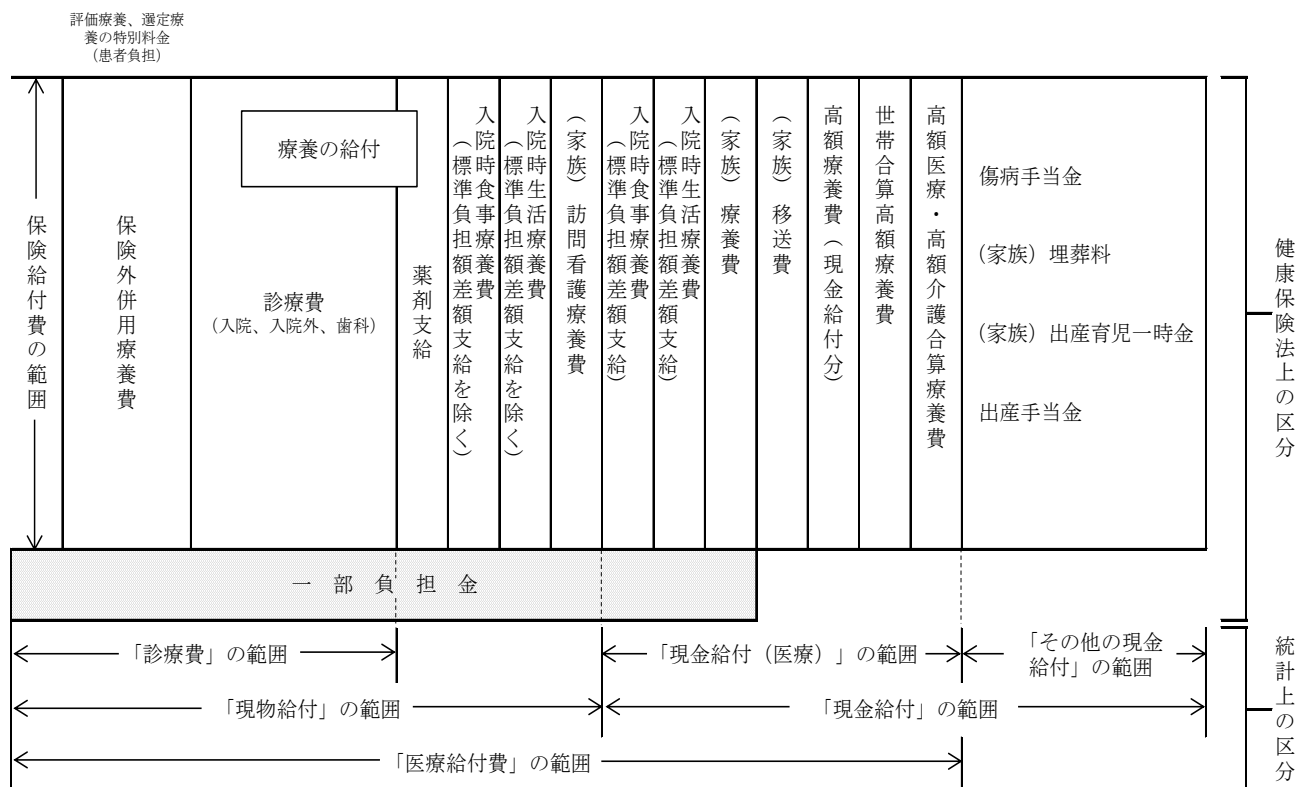 評価療養、選定療
養の特別料金
(患者負担)
保険給付費の範囲
保険外併用療養費
療養の給付
診療費
(入院、入院外、歯科)
薬剤支給
入院時食事療養費
(標準負担額差額支給を除く)
入院時生活療養費
(標準負担額差額支給を除く)
(家族)訪問看護療養費
入院時食事療養費
(標準負担額差額支給)
入院時生活療養費
(標準負担額差額支給)
(家族)療養費
(家族)移送費
高額療養費(現金給付分)
世帯合算高額療養費
高額医療・高額介護合算療養費
傷病手当金
(家族)埋葬料
(家族)出産育児一時金
出産手当金
健康保険法上の区分
一部負担金
「診療費」の範囲
「現金給付(医療)」の範囲
「その他の現金
給付」の範囲
「現物給付」の範囲
「現金給付」の範囲
「医療給付費」の範囲
統計上の区分